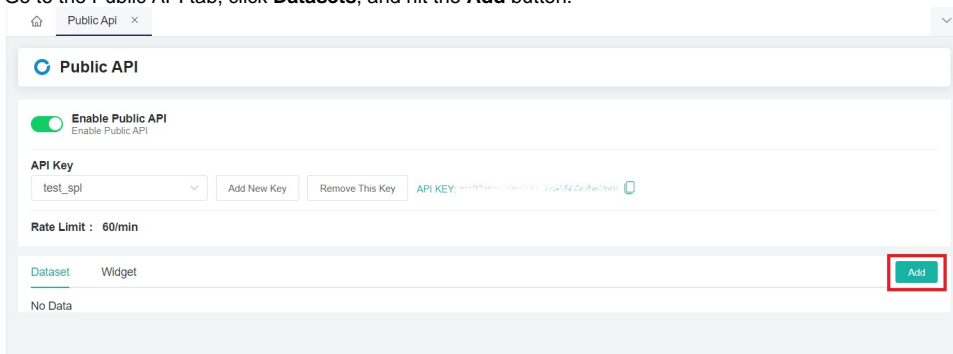 Go to the Public API tab, click Datasets, and hit the Add button.
Public Api ×
Public API
Enable Public API
Enable Public API
API Key
test_spl Add New Key Remove This Key API KEY:
Rate Limit : 60/min
Dataset Widget Add
No Data